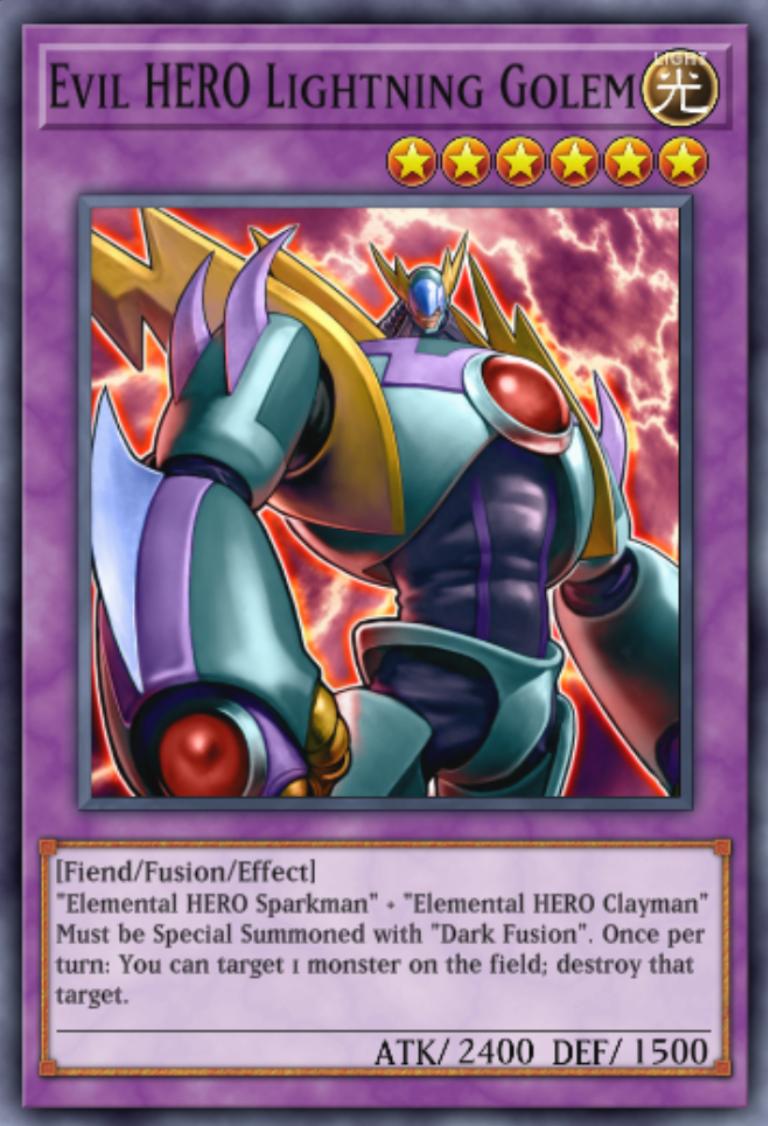 Evil HERO Lightning Golem
LIGHT
光
[Fiend/Fusion/Effect]
"Elemental HERO Sparkman" + "Elemental HERO Clayman"
Must be Special Summoned with "Dark Fusion". Once per
turn: You can target 1 monster on the field; destroy that
target.
ATK/ 2400 DEF/ 1500